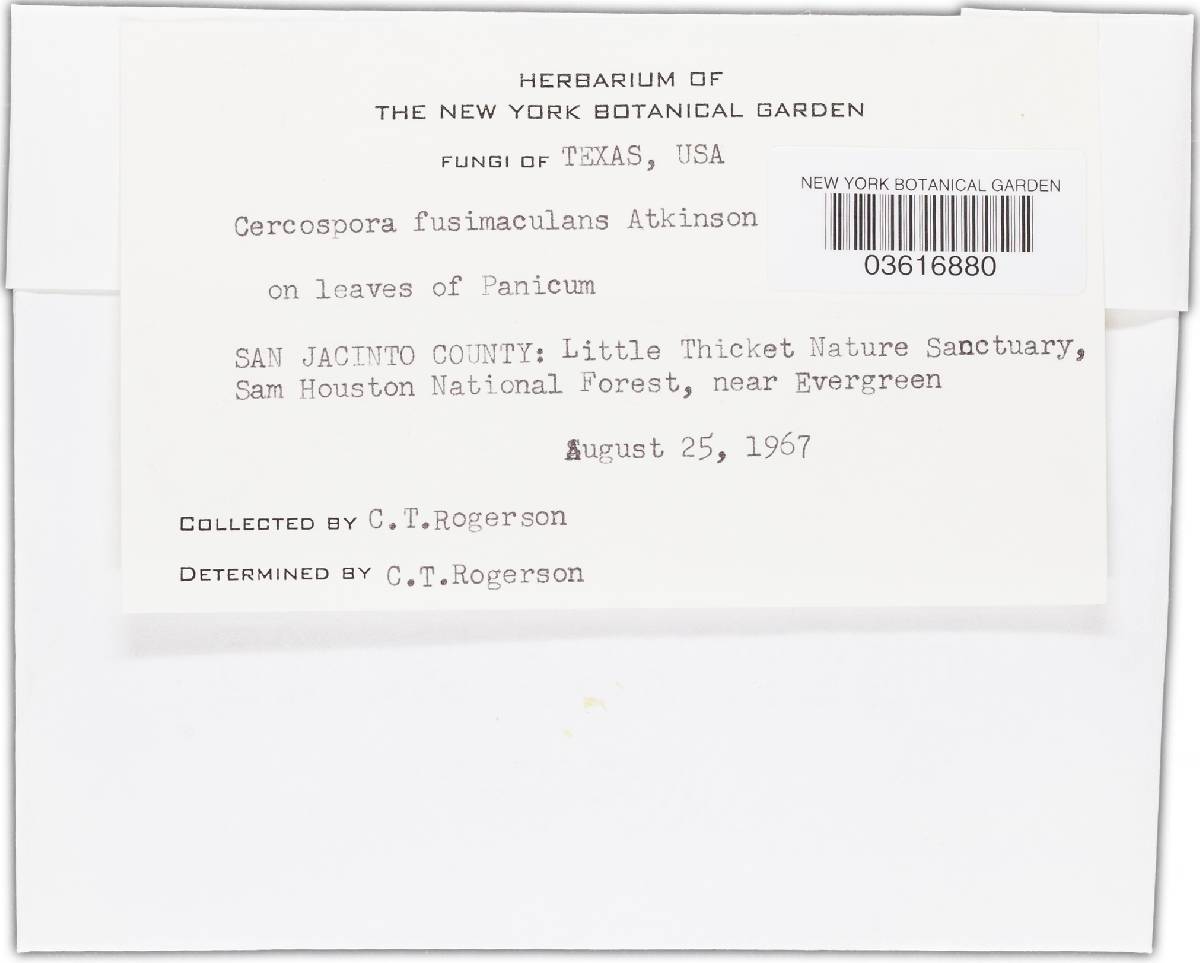 HERBARIUM OF
THE NEW YORK BOTANICAL GARDEN
FUNGI OF TEXAS, USA
NEW YORK BOTANICAL GARDEN
03616880
Cercospora fusimaculans Atkinson
on leaves of Panicum
SAN JACINTO COUNTY: Little Thicket Nature Sanctuary,
Sam Houston National Forest, near Evergreen
August 25, 1967
COLLECTED BY C.T.Rogerson
DETERMINED BY C.T.Rogerson